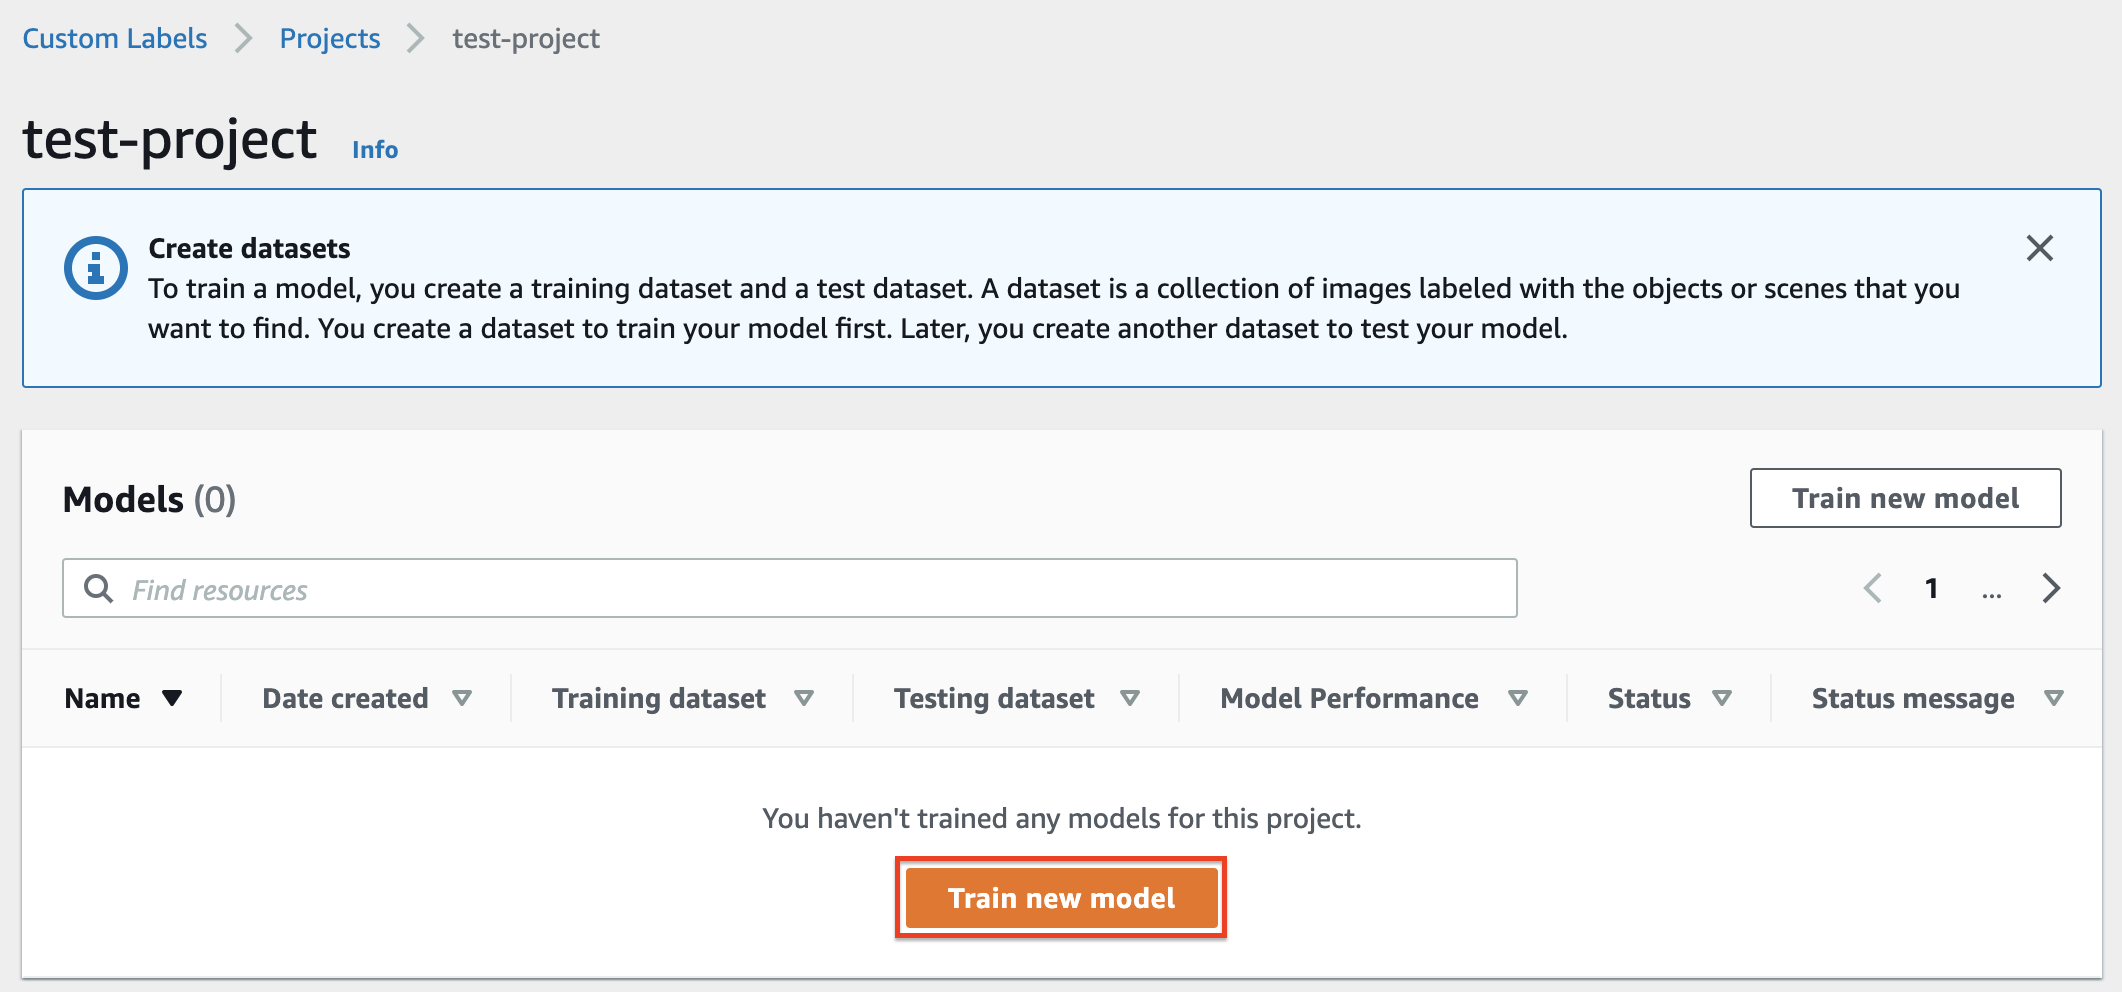 Custom Labels > Projects > test-project
test-project Info
Create datasets
To train a model, you create a training dataset and a test dataset. A dataset is a collection of images labeled with the objects or scenes that you
want to find. You create a dataset to train your model first. Later, you create another dataset to test your model.
Models (0) Train new model
Find resources 1 ...
Name Date created Training dataset Testing dataset Model Performance Status Status message
You haven't trained any models for this project.
Train new model